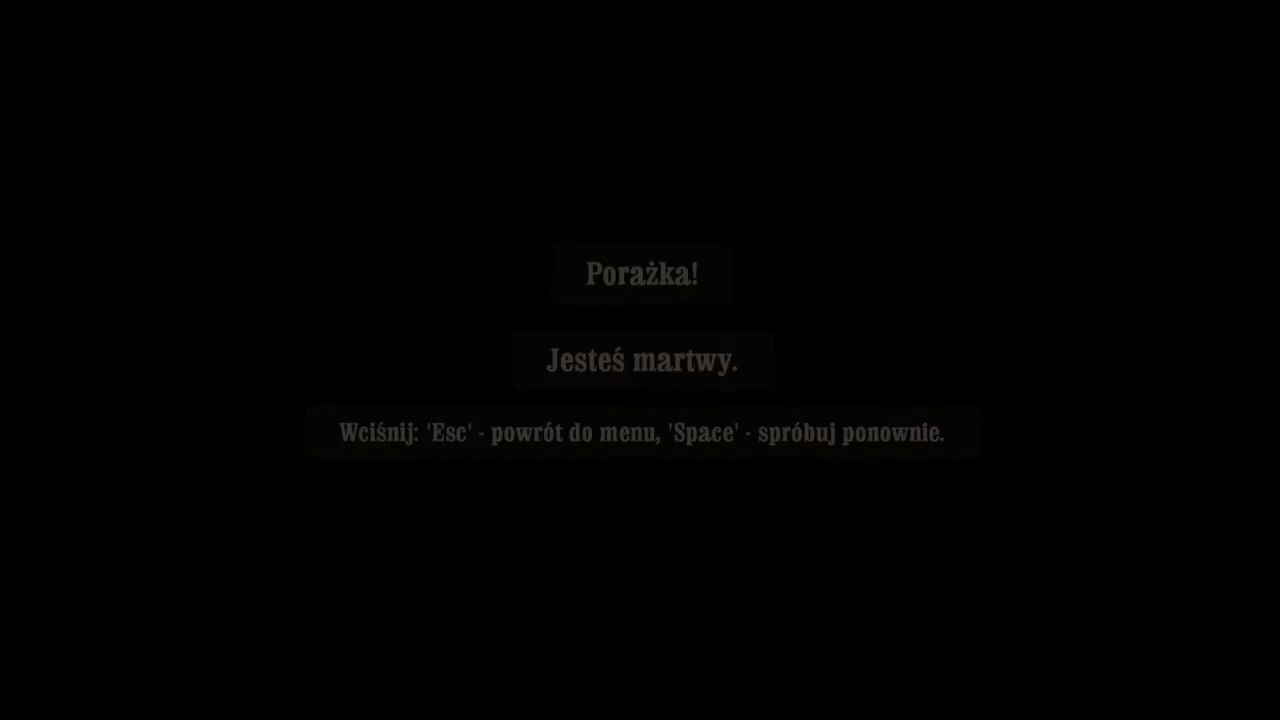 Porażka!
Jesteś martwy.
Wciśnij: 'Esc' - powrót do menu, 'Space' - spróbuj ponownie.